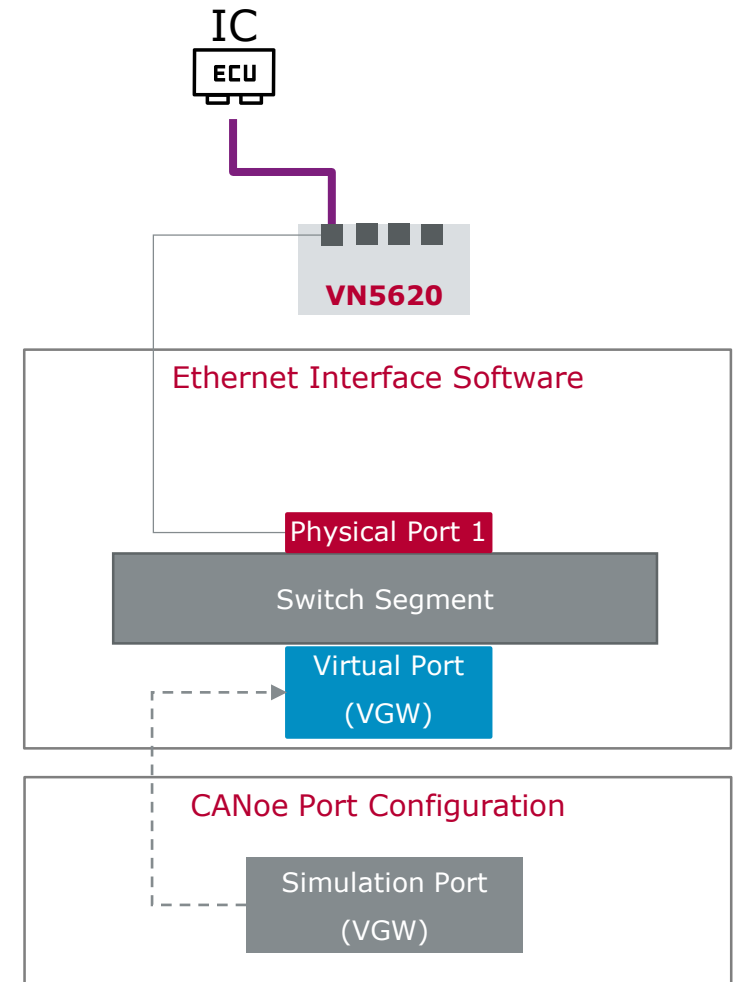 IC
ECU
VN5620
Ethernet Interface Software
Physical Port 1
Switch Segment
Virtual Port
(VGW)
CANoe Port Configuration
Simulation Port
(VGW)